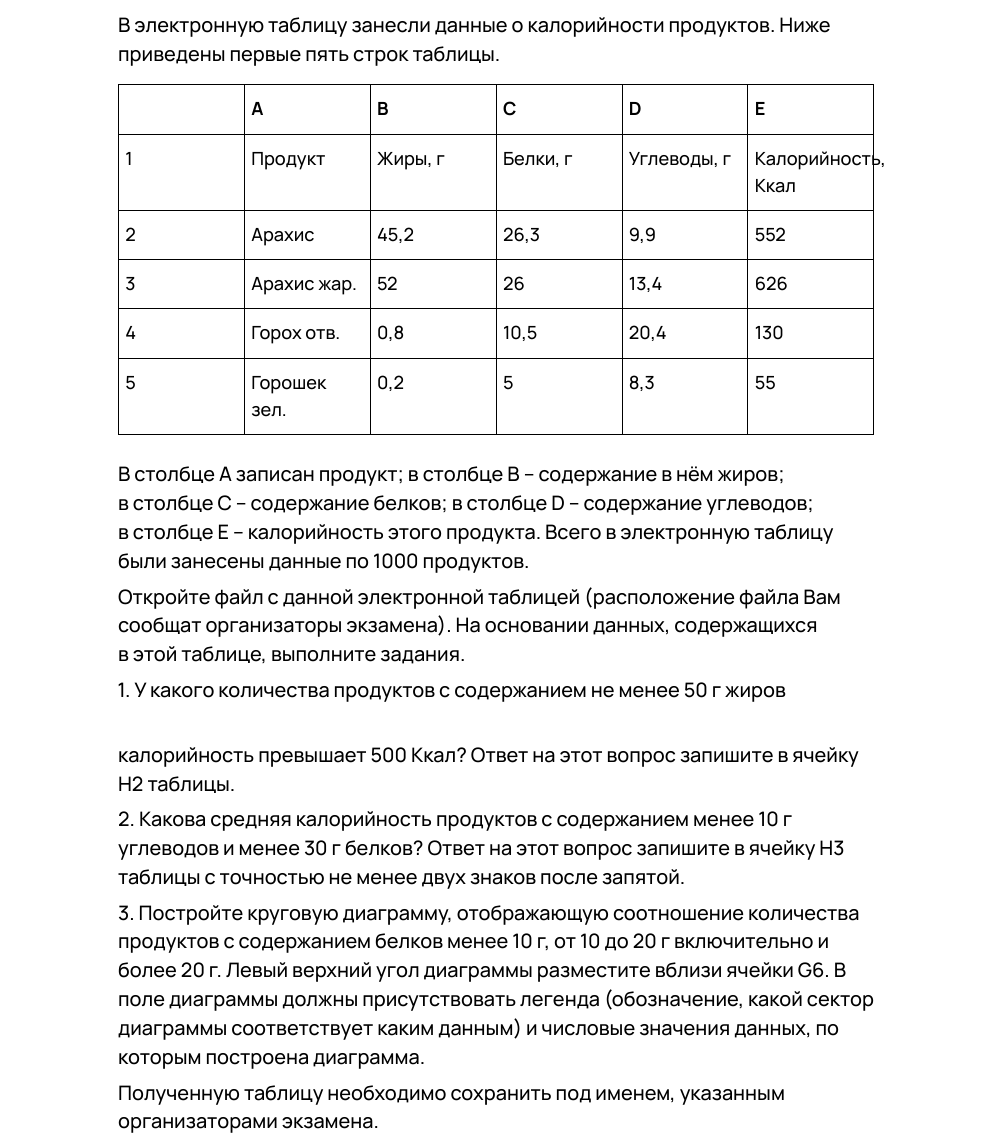 В электронную таблицу занесли данные о калорийности продуктов. Ниже
приведены первые пять строк таблицы.
A B C D E
1 Продукт Жиры, г Белки, г Углеводы, г Калорийность,
Ккал
2 Арахис 45,2 26,3 9,9 552
3 Арахис жар. 52 26 13,4 626
4 Горох отв. 0,8 10,5 20,4 130
5 Горошек 0,2 5 8,3 55
зел.
В столбце A записан продукт; в столбце B – содержание в нём жиров;
в столбце C – содержание белков; в столбце D – содержание углеводов;
в столбце E – калорийность этого продукта. Всего в электронную таблицу
были занесены данные по 1000 продуктов.
Откройте файл с данной электронной таблицей (расположение файла Вам
сообщат организаторы экзамена). На основании данных, содержащихся
в этой таблице, выполните задания.
1. У какого количества продуктов с содержанием не менее 50 г жиров
калорийность превышает 500 Ккал? Ответ на этот вопрос запишите в ячейку
H2 таблицы.
2. Какова средняя калорийность продуктов с содержанием менее 10 г
углеводов и менее 30 г белков? Ответ на этот вопрос запишите в ячейку H3
таблицы с точностью не менее двух знаков после запятой.
3. Постройте круговую диаграмму, отображающую соотношение количества
продуктов с содержанием белков менее 10 г, от 10 до 20 г включительно и
более 20 г. Левый верхний угол диаграммы разместите вблизи ячейки G6. В
поле диаграммы должны присутствовать легенда (обозначение, какой сектор
диаграммы соответствует каким данным) и числовые значения данных, по
которым построена диаграмма.
Полученную таблицу необходимо сохранить под именем, указанным
организаторами экзамена.